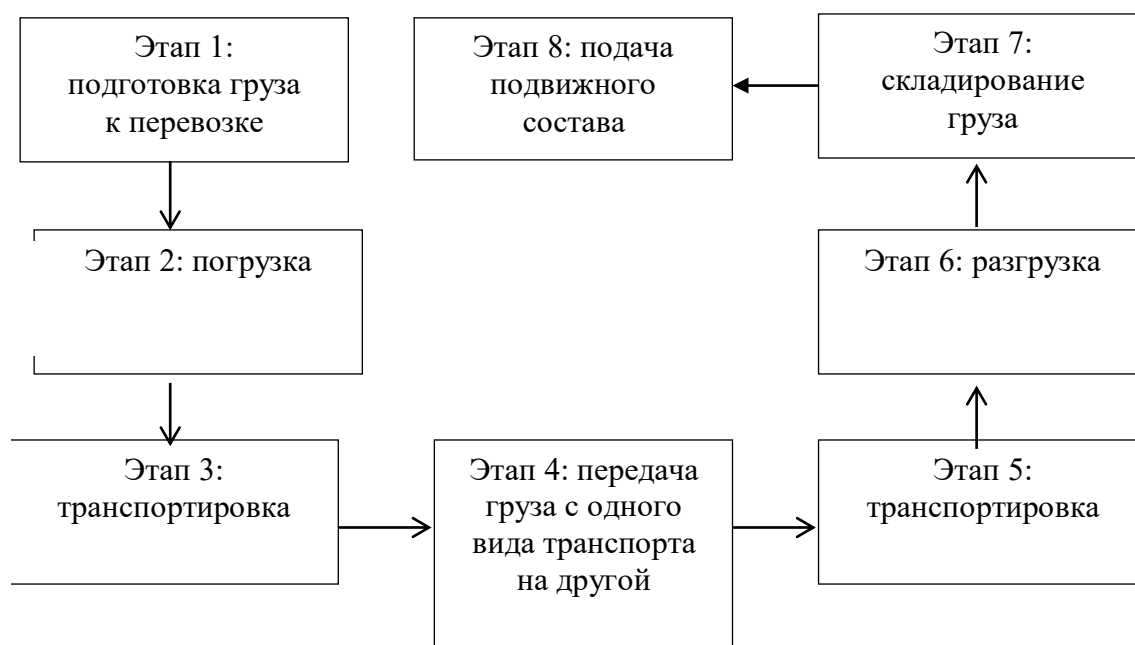 Этап 1:
подготовка груза
к перевозке
Этап 8: подача
подвижного
состава
Этап 7:
складирование
груза
Этап 2: погрузка
Этап 6: разгрузка
Этап 3:
транспортировка
Этап 4: передача
груза с одного
вида транспорта
на другой
Этап 5:
транспортировка